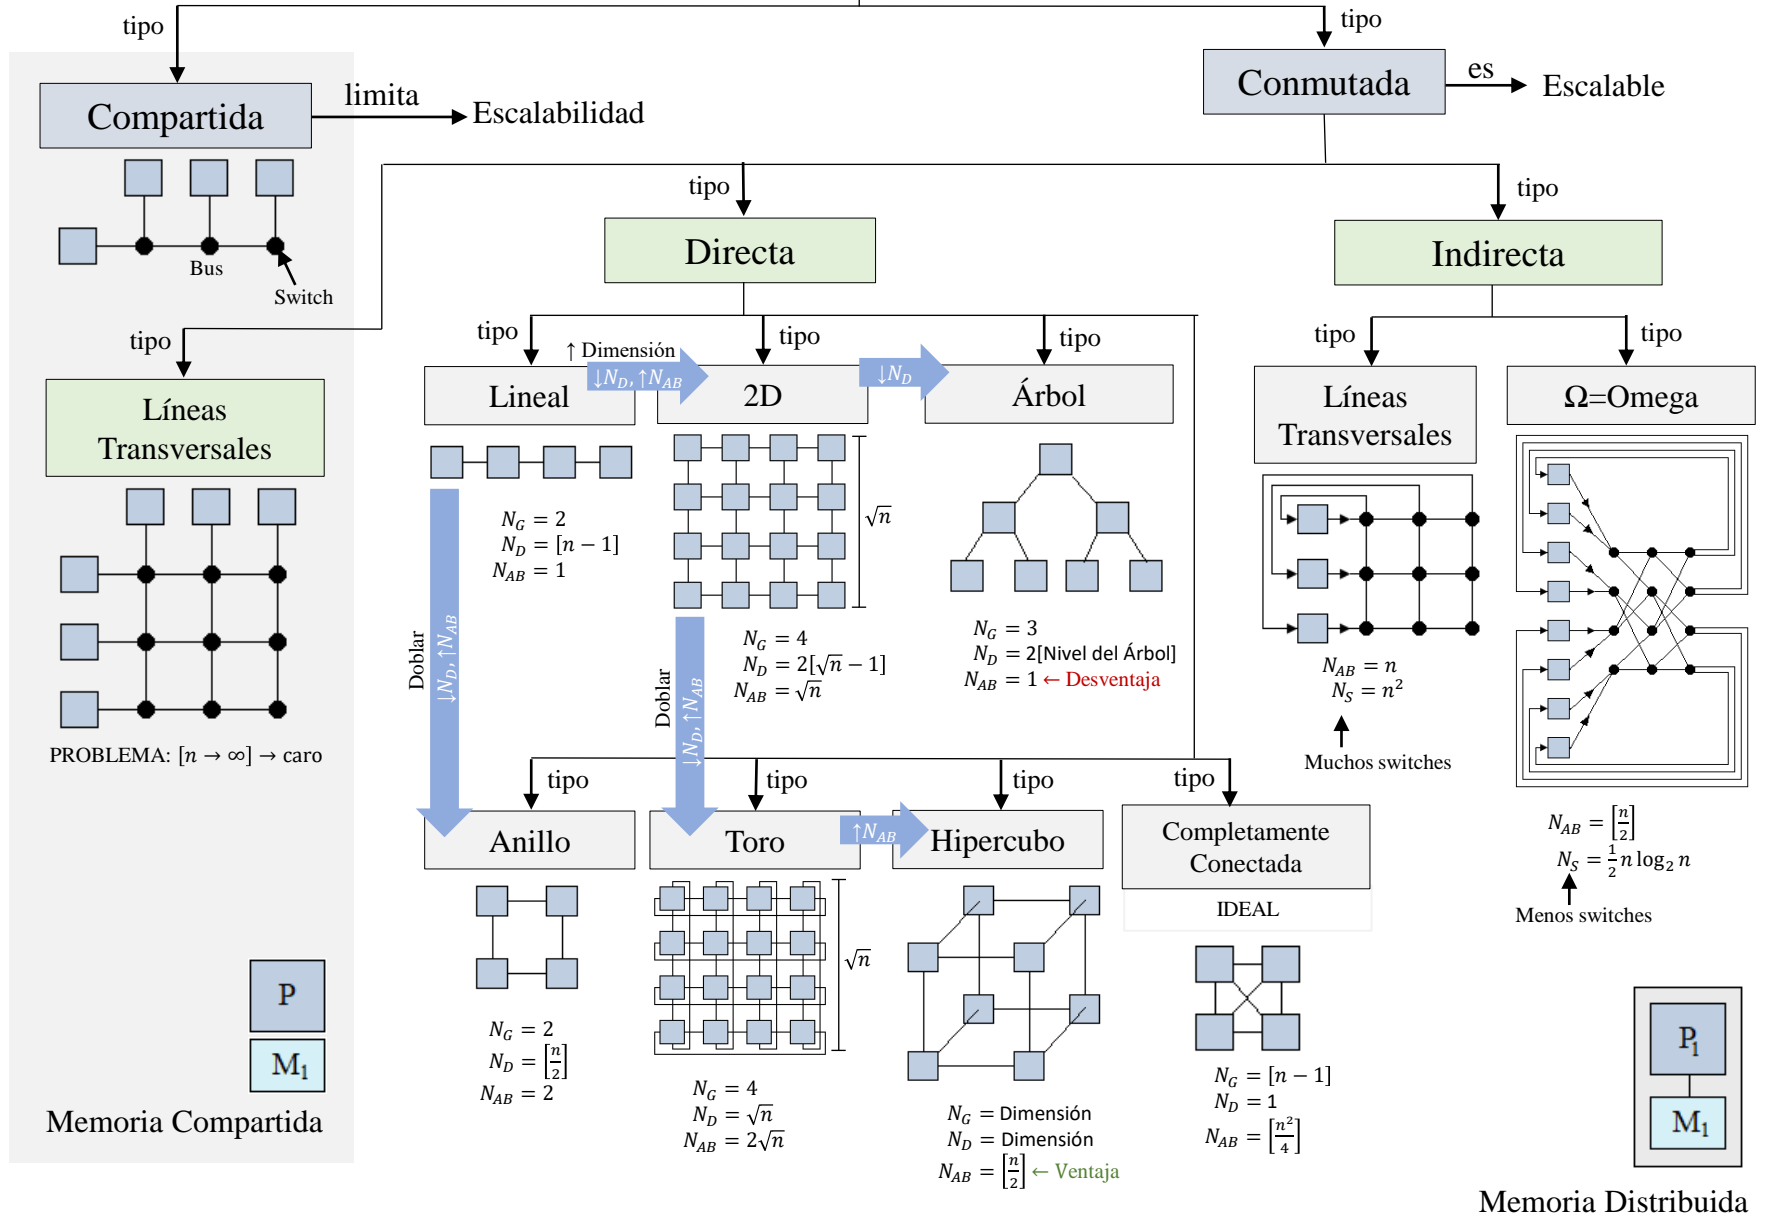 tipo
tipo
Compartida
limita
Escalabilidad
Conmutada
es
Escalable
Bus
Switch
tipo
Líneas
Transversales
PROBLEMA: [n → ∞] → caro
P
M₁
Memoria Compartida
tipo
Directa
tipo
Indirecta
tipo
↑ Dimensión
↓N_D, ↑N_AB
tipo
↓N_D
tipo
Lineal
2D
Árbol
N_G = 2
N_D = [n − 1]
N_AB = 1
√n
N_G = 4
N_D = 2[√n − 1]
N_AB = √n
N_G = 3
N_D = 2[Nivel del Árbol]
N_AB = 1 ← Desventaja
Doblar
↓N_D, ↑N_AB
Doblar
↓N_D, ↑N_AB
tipo
tipo
tipo
tipo
Anillo
Toro
↑N_AB
Hipercubo
Completamente
Conectada
IDEAL
N_G = 2
N_D = [n/2]
N_AB = 2
√n
N_G = 4
N_D = √n
N_AB = 2√n
N_G = Dimensión
N_D = Dimensión
N_AB = [n/2] ← Ventaja
N_G = [n − 1]
N_D = 1
N_AB = [n²/4]
tipo
tipo
Líneas
Transversales
Ω=Omega
N_AB = n
N_S = n²
Muchos switches
N_AB = [n/2]
N_S = ½ n log₂ n
Menos switches
P₁
M₁
Memoria Distribuida